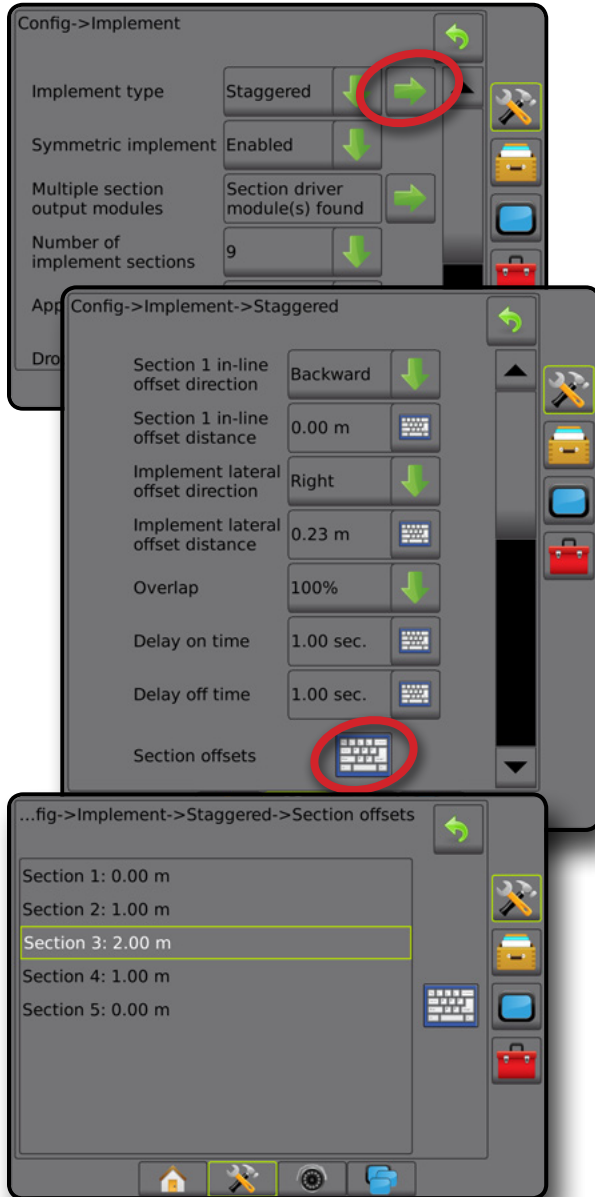 Config->Implement
Implement type Staggered
Symmetric implement Enabled
Multiple section output modules Section driver module(s) found
Number of implement sections 9
App
Dro
Config->Implement->Staggered
Section 1 in-line offset direction Backward
Section 1 in-line offset distance 0.00 m
Implement lateral offset direction Right
Implement lateral offset distance 0.23 m
Overlap 100%
Delay on time 1.00 sec.
Delay off time 1.00 sec.
Section offsets
...fig->Implement->Staggered->Section offsets
Section 1: 0.00 m
Section 2: 1.00 m
Section 3: 2.00 m
Section 4: 1.00 m
Section 5: 0.00 m